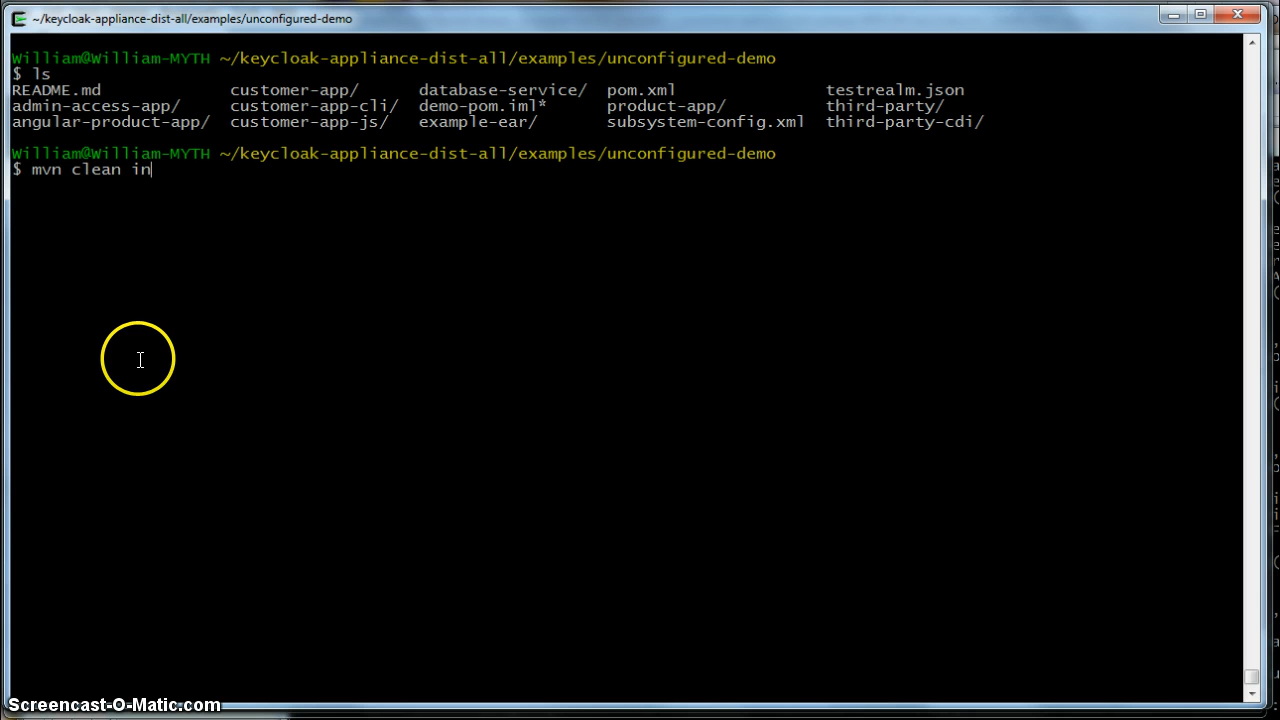 ~/keycloak-appliance-dist-all/examples/unconfigured-demo
William@William-MYTH ~/keycloak-appliance-dist-all/examples/unconfigured-demo
$ ls
README.md customer-app/ database-service/ pom.xml testrealm.json
admin-access-app/ customer-app-cli/ demo-pom.iml* product-app/ third-party/
angular-product-app/ customer-app-js/ example-ear/ subsystem-config.xml third-party-cdi/
William@William-MYTH ~/keycloak-appliance-dist-all/examples/unconfigured-demo
$ mvn clean in
Screencast-O-Matic.com